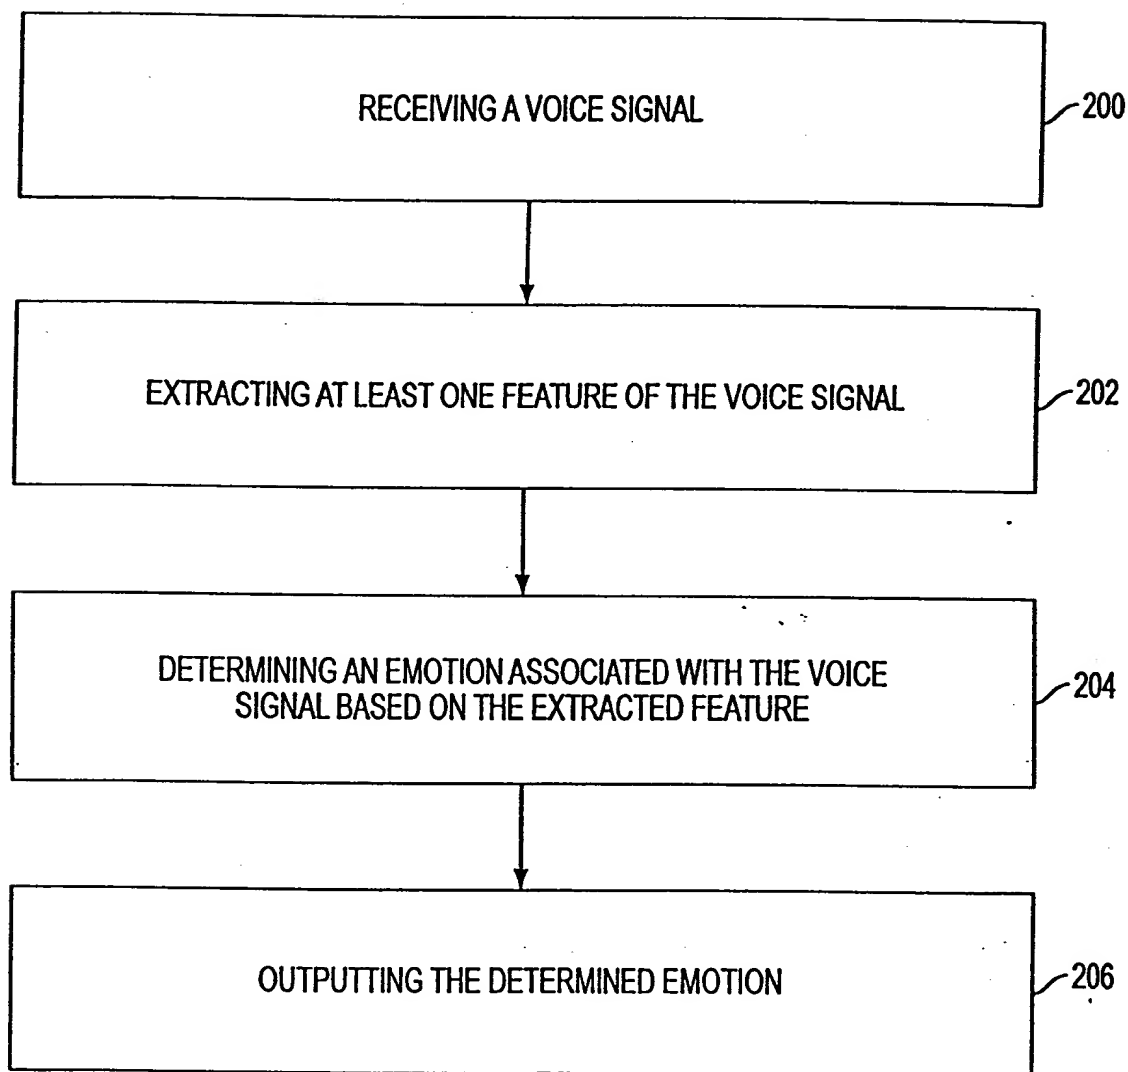 RECEIVING A VOICE SIGNAL
200
EXTRACTING AT LEAST ONE FEATURE OF THE VOICE SIGNAL
202
DETERMINING AN EMOTION ASSOCIATED WITH THE VOICE
SIGNAL BASED ON THE EXTRACTED FEATURE
204
OUTPUTTING THE DETERMINED EMOTION
206